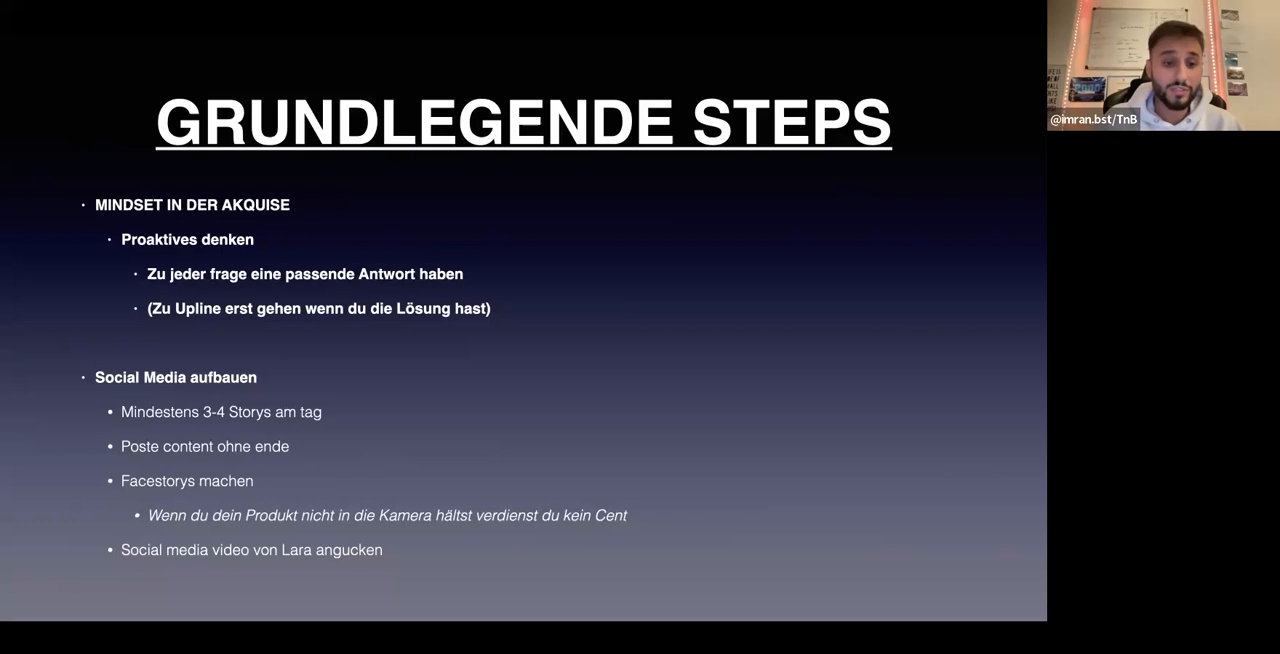 GRUNDLEGENDE STEPS
• MINDSET IN DER AKQUISE
• Proaktives denken
• Zu jeder frage eine passende Antwort haben
• (Zu Upline erst gehen wenn du die Lösung hast)
• Social Media aufbauen
• Mindestens 3-4 Storys am tag
• Poste content ohne ende
• Facestorys machen
• Wenn du dein Produkt nicht in die Kamera hältst verdienst du kein Cent
• Social media video von Lara angucken
@imran.bst/TnB